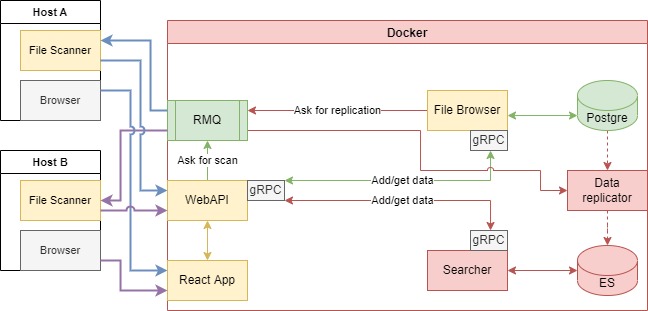 Host A
File Scanner
Browser
Host B
File Scanner
Browser
Docker
RMQ
Ask for replication
File Browser
gRPC
Postgre
Ask for scan
WebAPI
gRPC
Add/get data
Add/get data
Data
replicator
gRPC
Searcher
ES
React App